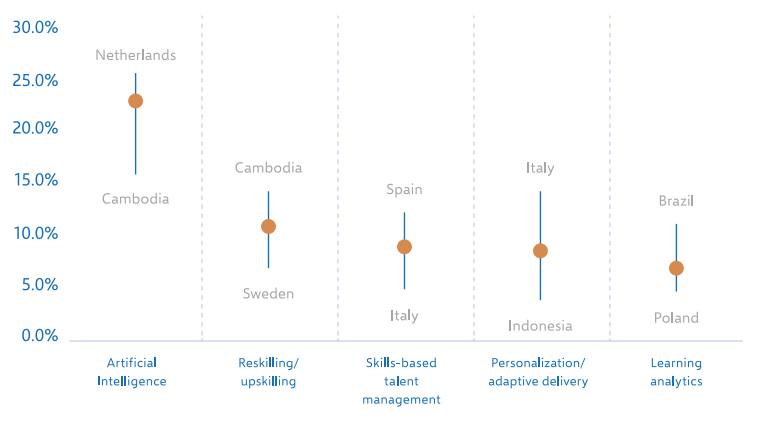 30.0%
25.0%
20.0%
15.0%
10.0%
5.0%
0.0%
Netherlands
Cambodia
Cambodia
Sweden
Spain
Italy
Italy
Indonesia
Brazil
Poland
Artificial
Intelligence
Reskilling/
upskilling
Skills-based
talent
management
Personalization/
adaptive delivery
Learning
analytics